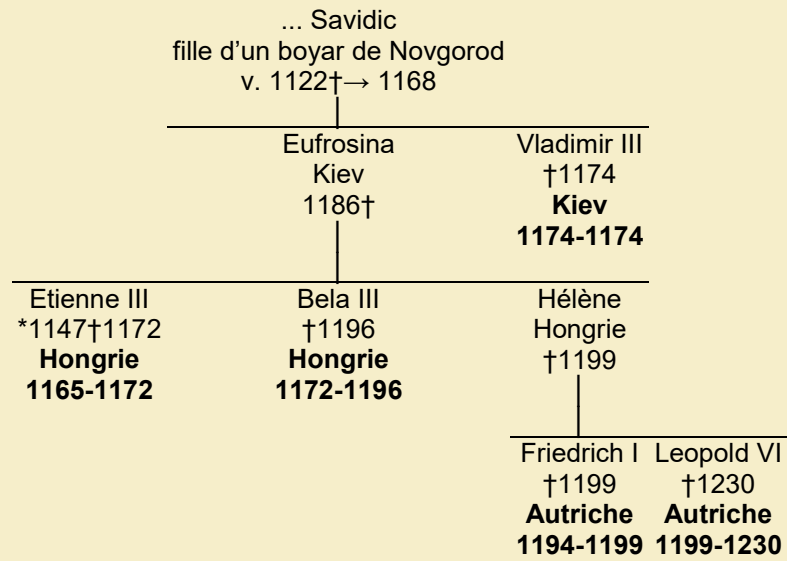 ... Savidic
fille d'un boyar de Novgorod
v. 1122†→ 1168
Eufrosina
Kiev
1186†
Vladimir III
†1174
Kiev
1174-1174
Etienne III
*1147†1172
Hongrie
1165-1172
Bela III
†1196
Hongrie
1172-1196
Hélène
Hongrie
†1199
Friedrich I
†1199
Autriche
1194-1199
Leopold VI
†1230
Autriche
1199-1230